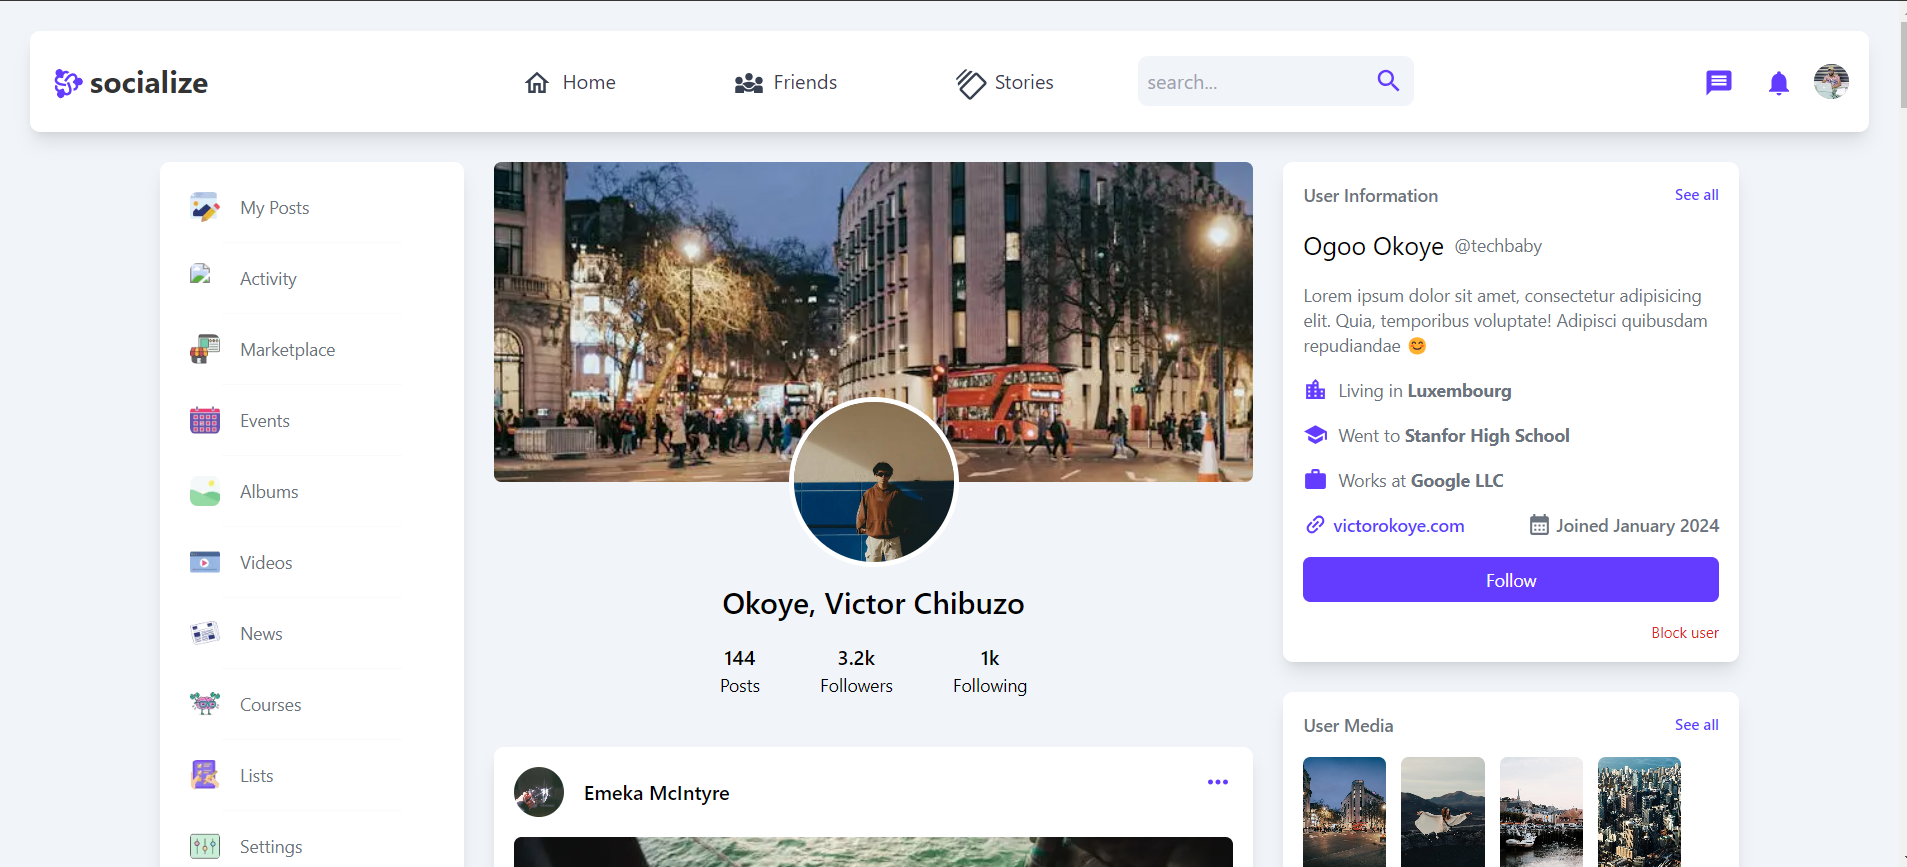 socialize
Home
Friends
Stories
search...
My Posts
Activity
Marketplace
Events
Albums
Videos
News
Courses
Lists
Settings
Okoye, Victor Chibuzo
144
Posts
3.2k
Followers
1k
Following
Emeka McIntyre
User Information
See all
Ogoo Okoye @techbaby
Lorem ipsum dolor sit amet, consectetur adipisicing
elit. Quia, temporibus voluptate! Adipisci quibusdam
repudiandae 😊
Living in Luxembourg
Went to Stanfor High School
Works at Google LLC
victorokoye.com
Joined January 2024
Follow
Block user
User Media
See all